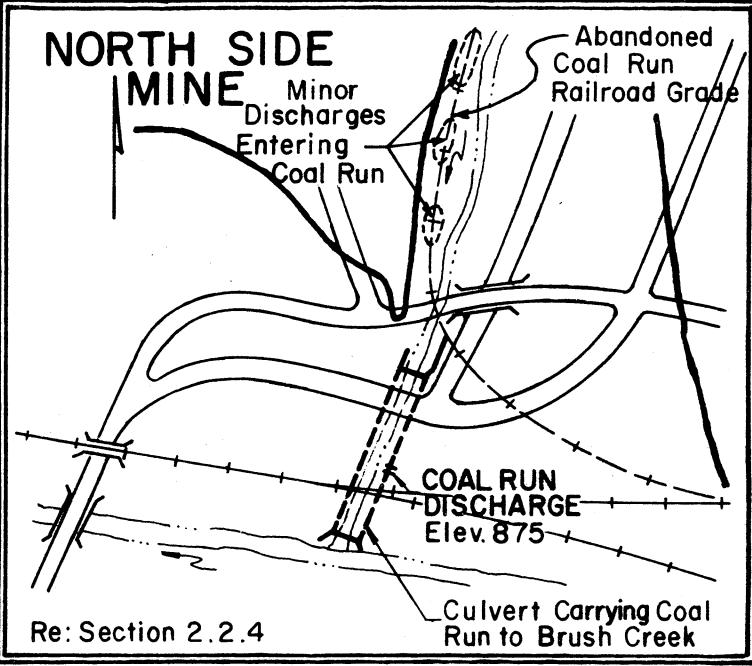 NORTH SIDE
MINE
Minor
Discharges
Entering
Coal Run
Abandoned
Coal Run
Railroad Grade
COAL RUN
DISCHARGE
Elev. 875
Culvert Carrying Coal
Run to Brush Creek
Re: Section 2.2.4